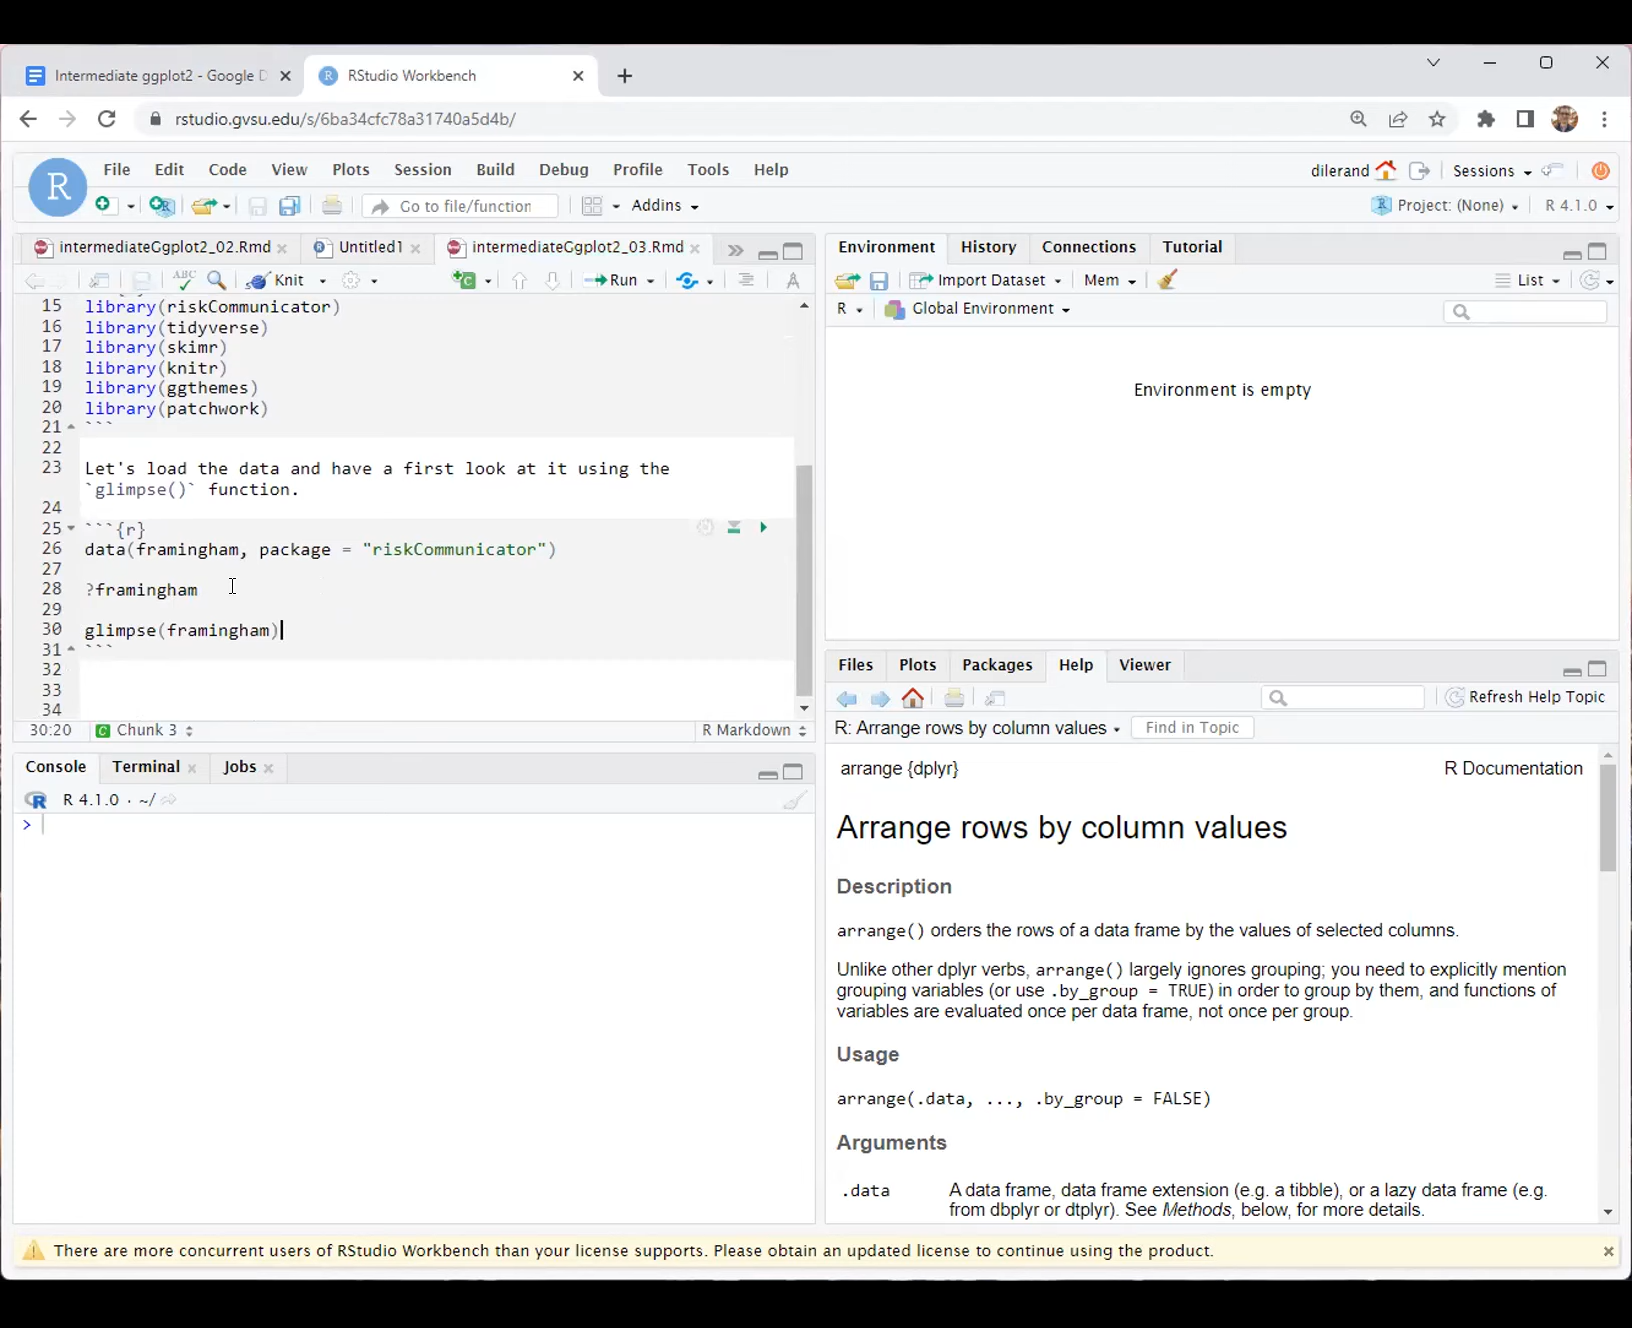 Intermediate ggplot2 - Google D
RStudio Workbench
rstudio.gvsu.edu/s/6ba34cfc78a31740a5d4b/
R
File Edit Code View Plots Session Build Debug Profile Tools Help
dilerand Sessions
Go to file/function Addins
Project: (None) R 4.1.0
intermediateGgplot2_02.Rmd Untitled1 intermediateGgplot2_03.Rmd
ABC Knit Run
15 library(riskCommunicator)
16 library(tidyverse)
17 library(skimr)
18 library(knitr)
19 library(ggthemes)
20 library(patchwork)
21 ```
22
23 Let's load the data and have a first look at it using the
`glimpse()` function.
24
25 ```{r}
26 data(framingham, package = "riskCommunicator")
27
28 ?framingham
29
30 glimpse(framingham)
31 ```
32
33
34
30:20 C Chunk 3 R Markdown
Console Terminal Jobs
R R 4.1.0 · ~/
>
Environment History Connections Tutorial
Import Dataset Mem List
R Global Environment
Environment is empty
Files Plots Packages Help Viewer
Refresh Help Topic
R: Arrange rows by column values Find in Topic
arrange {dplyr} R Documentation
Arrange rows by column values
Description
arrange() orders the rows of a data frame by the values of selected columns.
Unlike other dplyr verbs, arrange() largely ignores grouping; you need to explicitly mention
grouping variables (or use .by_group = TRUE) in order to group by them, and functions of
variables are evaluated once per data frame, not once per group.
Usage
arrange(.data, ..., .by_group = FALSE)
Arguments
.data A data frame, data frame extension (e.g. a tibble), or a lazy data frame (e.g.
from dbplyr or dtplyr). See Methods, below, for more details.
There are more concurrent users of RStudio Workbench than your license supports. Please obtain an updated license to continue using the product.